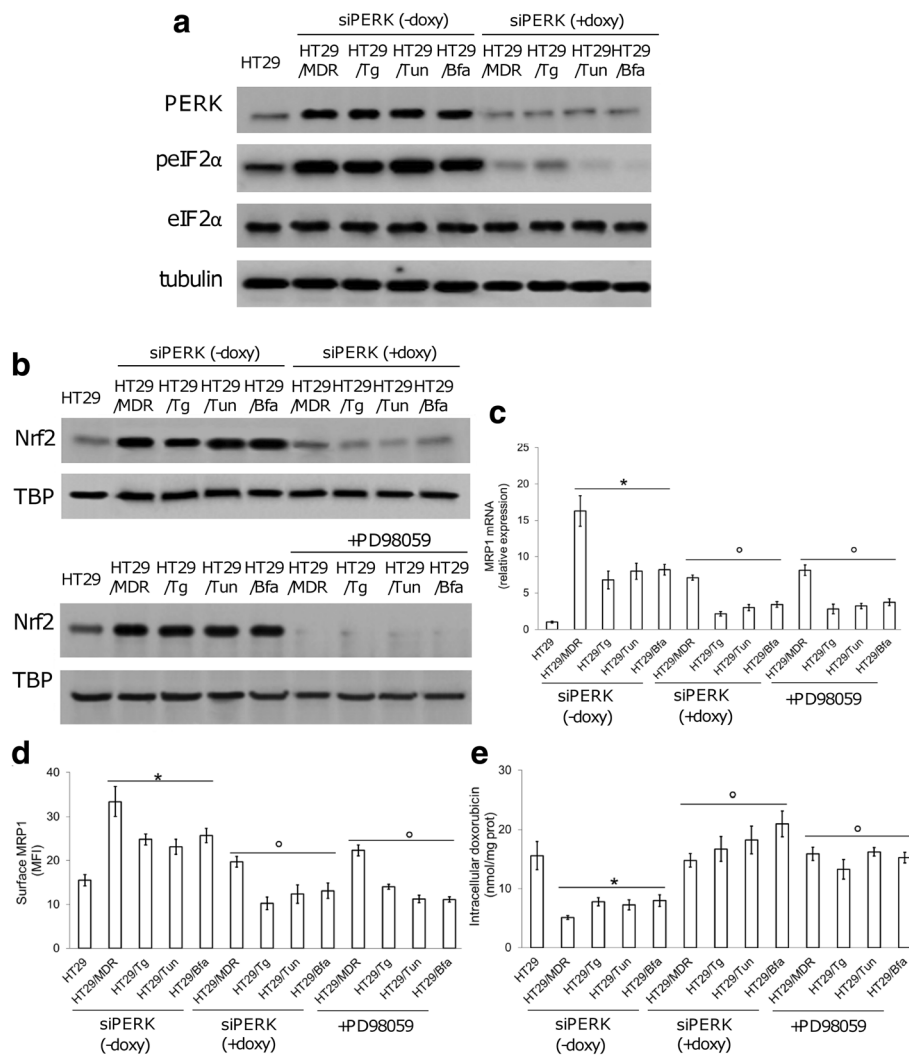 a
siPERK (-doxy) siPERK (+doxy)
HT29 HT29 /MDR HT29 /Tg HT29 /Tun HT29 /Bfa HT29 /MDR HT29 /Tg HT29 /Tun HT29 /Bfa
PERK
peIF2α
eIF2α
tubulin
b
siPERK (-doxy) siPERK (+doxy)
HT29 HT29 /MDR HT29 /Tg HT29 /Tun HT29 /Bfa HT29 /MDR HT29 /Tg HT29 /Tun HT29 /Bfa
Nrf2
TBP
+PD98059
HT29 HT29 /MDR HT29 /Tg HT29 /Tun HT29 /Bfa HT29 /MDR HT29 /Tg HT29 /Tun HT29 /Bfa
Nrf2
TBP
c
MRP1 mRNA
(relative expression)
25
20
15
10
5
0
* ° °
HT29 HT29/MDR HT29/Tg HT29/Tun HT29/Bfa HT29/MDR HT29/Tg HT29/Tun HT29/Bfa HT29/MDR HT29/Tg HT29/Tun HT29/Bfa
siPERK siPERK +PD98059
(-doxy) (+doxy)
d
Surface MRP1
(MFI)
40
30
20
10
0
* ° °
HT29 HT29/MDR HT29/Tg HT29/Tun HT29/Bfa HT29/MDR HT29/Tg HT29/Tun HT29/Bfa HT29/MDR HT29/Tg HT29/Tun HT29/Bfa
siPERK siPERK +PD98059
(-doxy) (+doxy)
e
Intracellular doxorubicin
(nmol/mg prot)
30
20
10
0
* ° °
HT29 HT29/MDR HT29/Tg HT29/Tun HT29/Bfa HT29/MDR HT29/Tg HT29/Tun HT29/Bfa HT29/MDR HT29/Tg HT29/Tun HT29/Bfa
siPERK siPERK +PD98059
(-doxy) (+doxy)